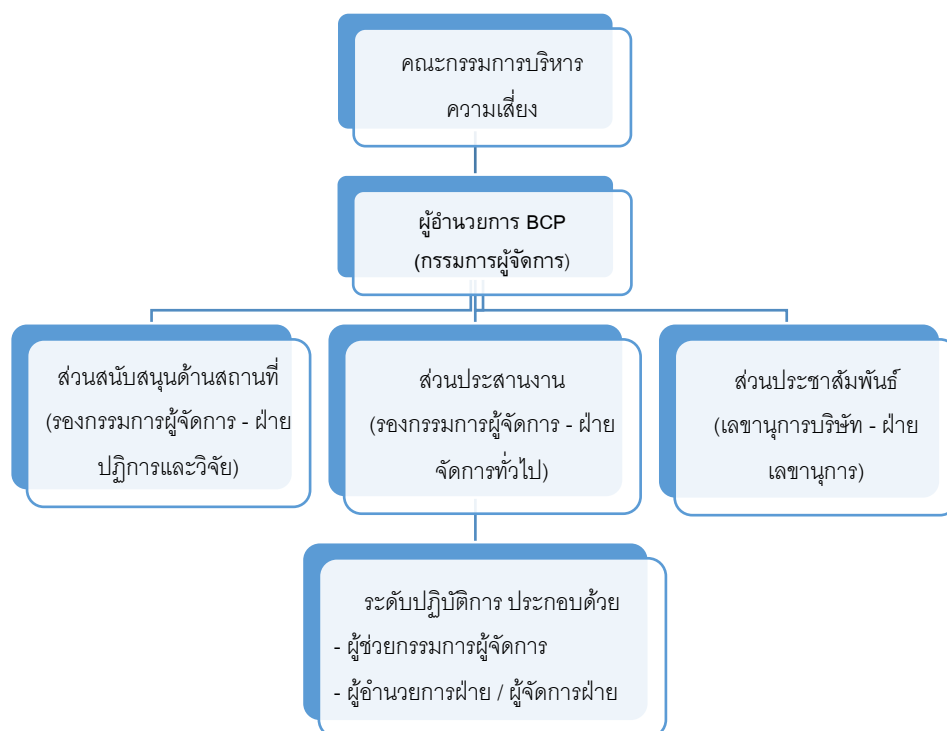 คณะกรรมการบริหาร
ความเสี่ยง
ผู้อำนวยการ BCP
(กรรมการผู้จัดการ)
ส่วนสนับสนุนด้านสถานที่
(รองกรรมการผู้จัดการ - ฝ่าย
ปฏิการและวิจัย)
ส่วนประสานงาน
(รองกรรมการผู้จัดการ - ฝ่าย
จัดการทั่วไป)
ส่วนประชาสัมพันธ์
(เลขานุการบริษัท - ฝ่าย
เลขานุการ)
ระดับปฏิบัติการ ประกอบด้วย
- ผู้ช่วยกรรมการผู้จัดการ
- ผู้อำนวยการฝ่าย / ผู้จัดการฝ่าย